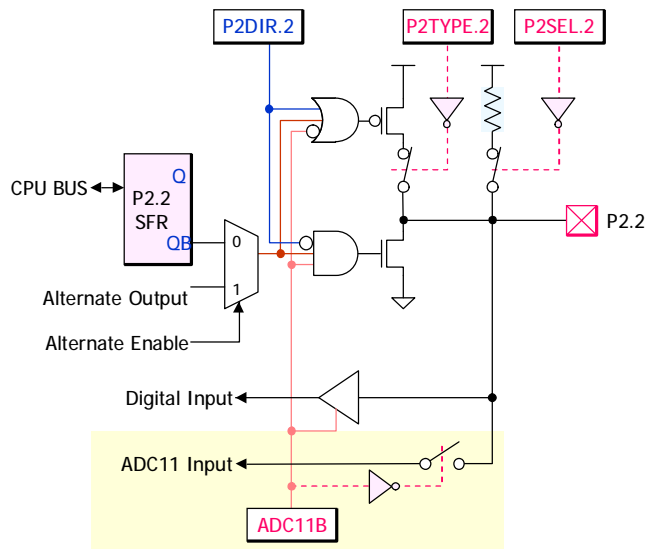 P2DIR.2
P2TYPE.2
P2SEL.2
CPU BUS
Q
P2.2
SFR
QB
0
1
P2.2
Alternate Output
Alternate Enable
Digital Input
ADC11 Input
ADC11B